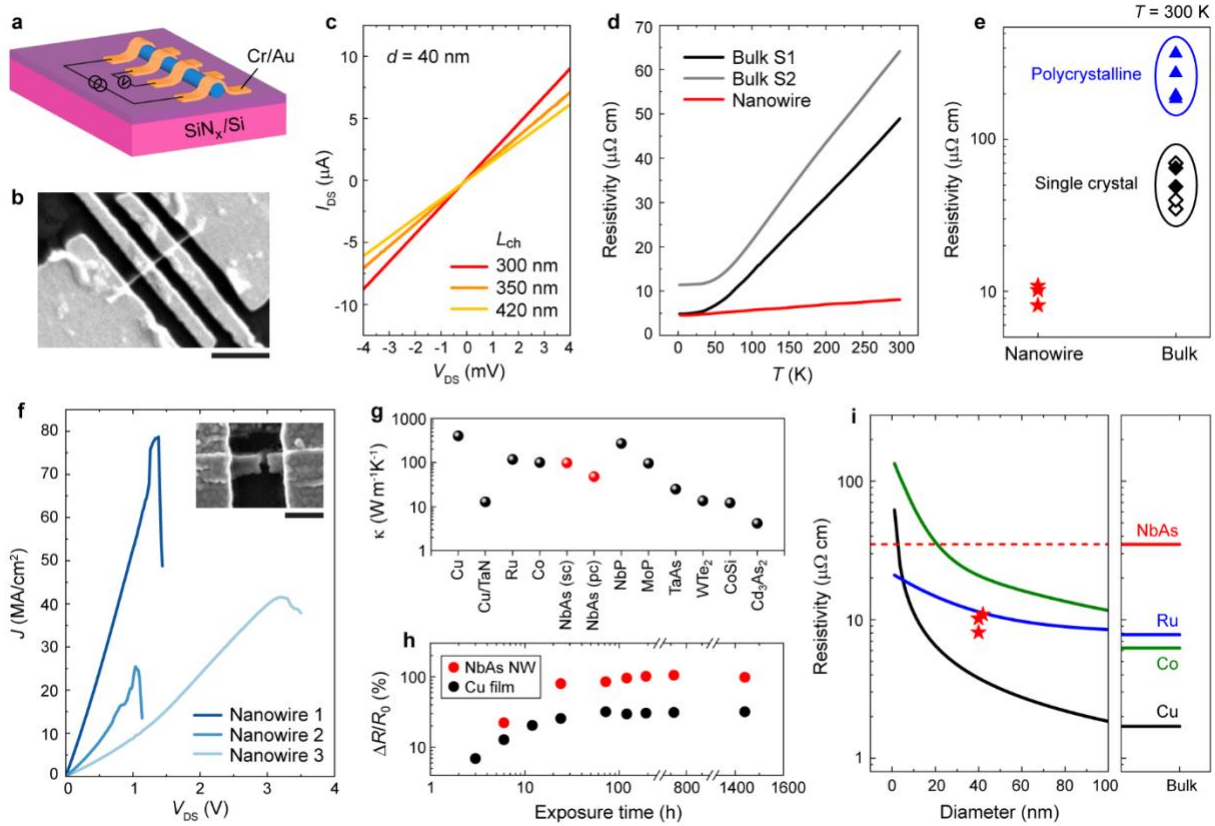 a
Cr/Au
SiNx/Si
b
c
d = 40 nm
10
5
0
-5
-10
IDS (μA)
Lch
300 nm
350 nm
420 nm
-4 -3 -2 -1 0 1 2 3 4
VDS (mV)
d
Bulk S1
Bulk S2
Nanowire
70
60
50
40
30
20
10
0
Resistivity (μΩ cm)
0 50 100 150 200 250 300
T (K)
e
T = 300 K
Polycrystalline
Single crystal
100
10
Resistivity (μΩ cm)
Nanowire Bulk
f
80
70
60
50
40
30
20
10
0
J (MA/cm²)
Nanowire 1
Nanowire 2
Nanowire 3
0 1 2 3 4
VDS (V)
g
1000
100
10
1
κ (W m⁻¹K⁻¹)
Cu
Cu/TaN
Ru
Co
NbAs (sc)
NbAs (pc)
NbP
MoP
TaAs
WTe2
CoSi
Cd3As2
h
NbAs NW
Cu film
100
10
ΔR/R0 (%)
1 10 100 400 800 1400 1600
Exposure time (h)
i
100
10
1
Resistivity (μΩ cm)
NbAs
Ru
Co
Cu
0 20 40 60 80 100 Bulk
Diameter (nm)